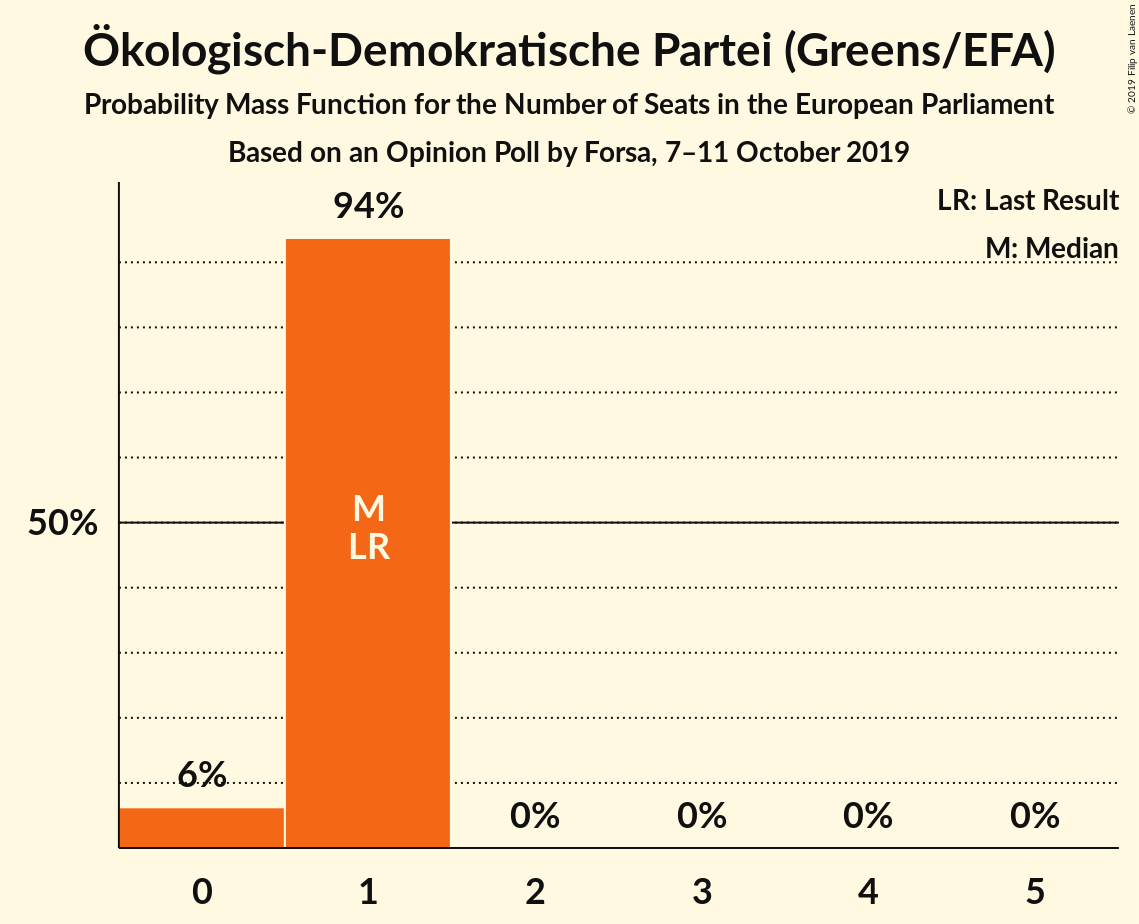 Ökologisch-Demokratische Partei (Greens/EFA)
Probability Mass Function for the Number of Seats in the European Parliament
Based on an Opinion Poll by Forsa, 7–11 October 2019
© 2019 Filip van Laenen
LR: Last Result
M: Median
94%
50%
M
LR
6%
0%
0%
0%
0%
0
1
2
3
4
5